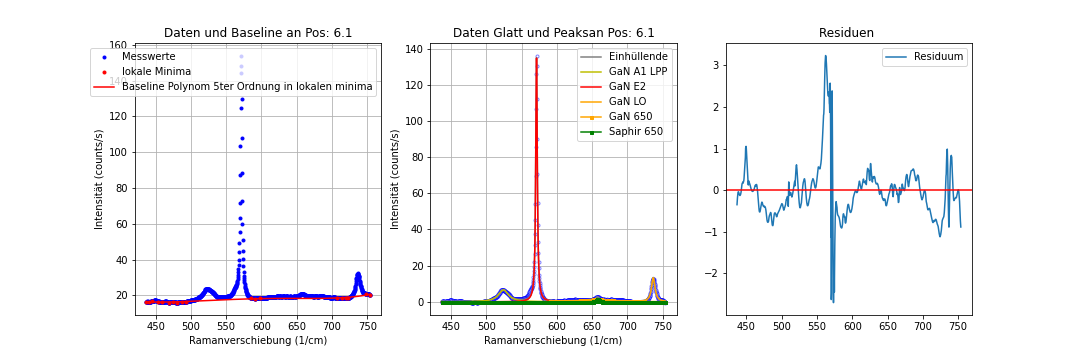 Daten und Baseline an Pos: 6.1
Intensität (counts/s)
160
140
120
100
80
60
40
20
Messwerte
lokale Minima
Baseline Polynom 5ter Ordnung in lokalen minima
450 500 550 600 650 700 750
Ramanverschiebung (1/cm)
Daten Glatt und Peaksan Pos: 6.1
Intensität (counts/s)
140
120
100
80
60
40
20
0
Einhüllende
GaN A1 LPP
GaN E2
GaN LO
GaN 650
Saphir 650
450 500 550 600 650 700 750
Ramanverschiebung (1/cm)
Residuen
3
2
1
0
−1
−2
Residuum
450 500 550 600 650 700 750